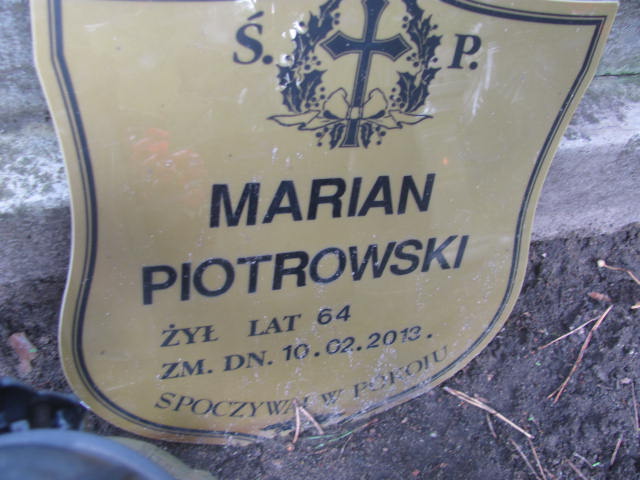 Ś. P.
MARIAN
PIOTROWSKI
ŻYŁ LAT 64
ZM. DN. 10.02.2013.
SPOCZYWAJ W POKOJU